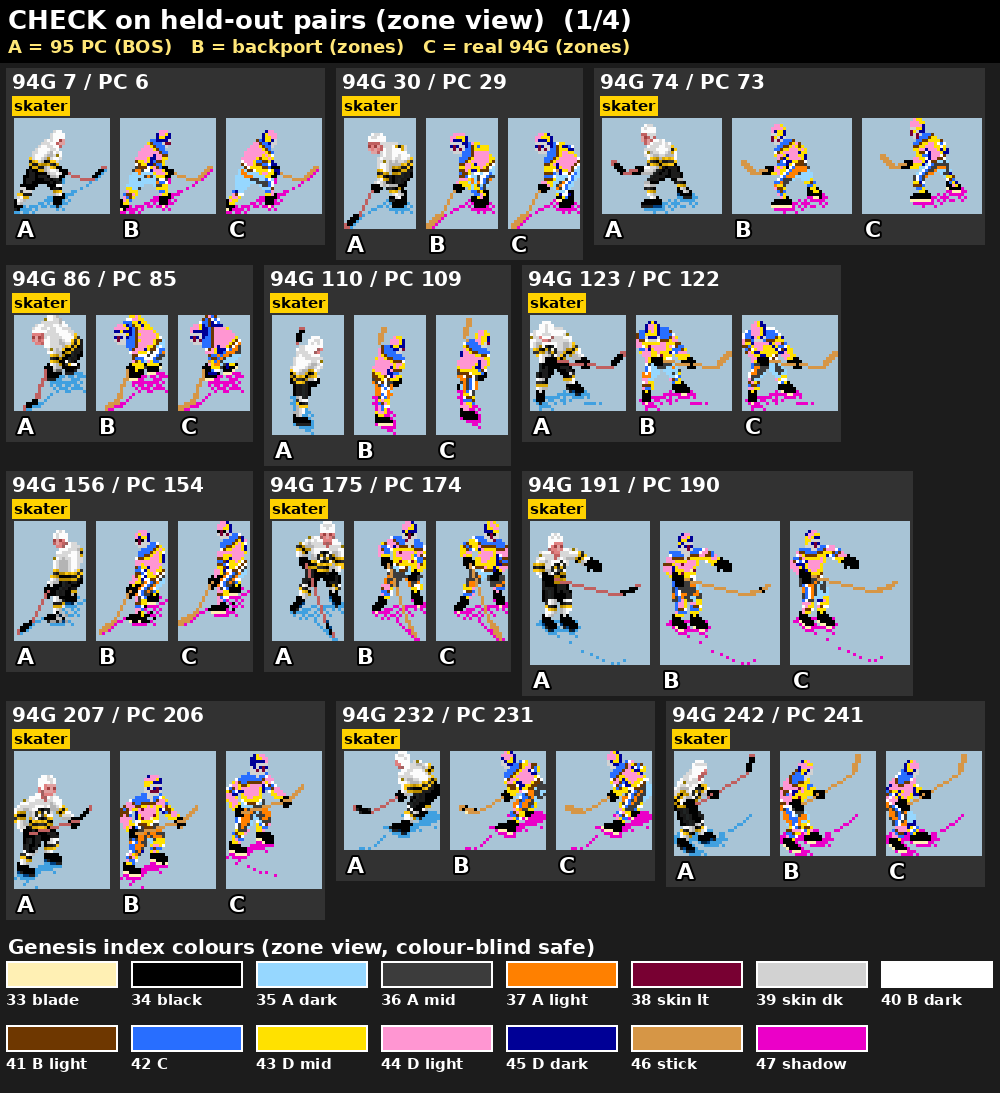 CHECK on held-out pairs (zone view) (1/4)
A = 95 PC (BOS) B = backport (zones) C = real 94G (zones)
94G 7 / PC 6
skater
A B C
94G 30 / PC 29
skater
A B C
94G 74 / PC 73
skater
A B C
94G 86 / PC 85
skater
A B C
94G 110 / PC 109
skater
A B C
94G 123 / PC 122
skater
A B C
94G 156 / PC 154
skater
A B C
94G 175 / PC 174
skater
A B C
94G 191 / PC 190
skater
A B C
94G 207 / PC 206
skater
A B C
94G 232 / PC 231
skater
A B C
94G 242 / PC 241
skater
A B C
Genesis index colours (zone view, colour-blind safe)
33 blade 34 black 35 A dark 36 A mid 37 A light 38 skin lt 39 skin dk 40 B dark
41 B light 42 C 43 D mid 44 D light 45 D dark 46 stick 47 shadow